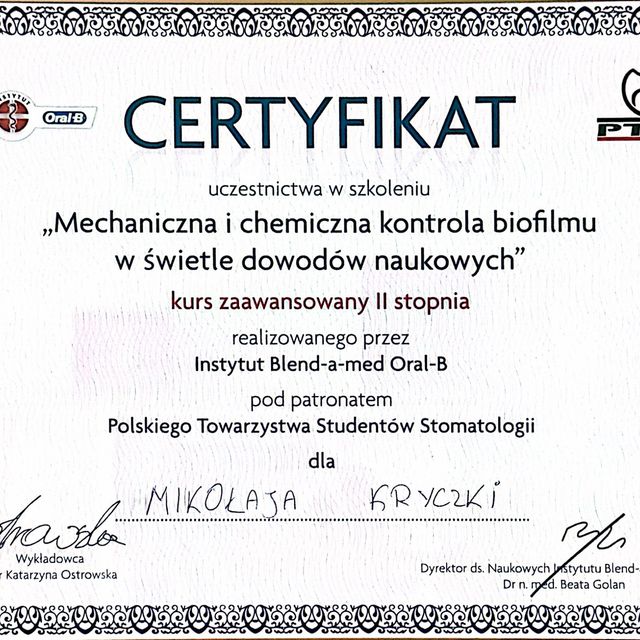 INSTYTUT
Oral-B
CERTYFIKAT
uczestnictwa w szkoleniu
„Mechaniczna i chemiczna kontrola biofilmu
w świetle dowodów naukowych”
kurs zaawansowany II stopnia
realizowanego przez
Instytut Blend-a-med Oral-B
pod patronatem
Polskiego Towarzystwa Studentów Stomatologii
dla
MIKOŁAJA KRYCZKI
Wykładowca
Katarzyna Ostrowska
Dyrektor ds. Naukowych Instytutu Blend-a
Dr n. med. Beata Golan